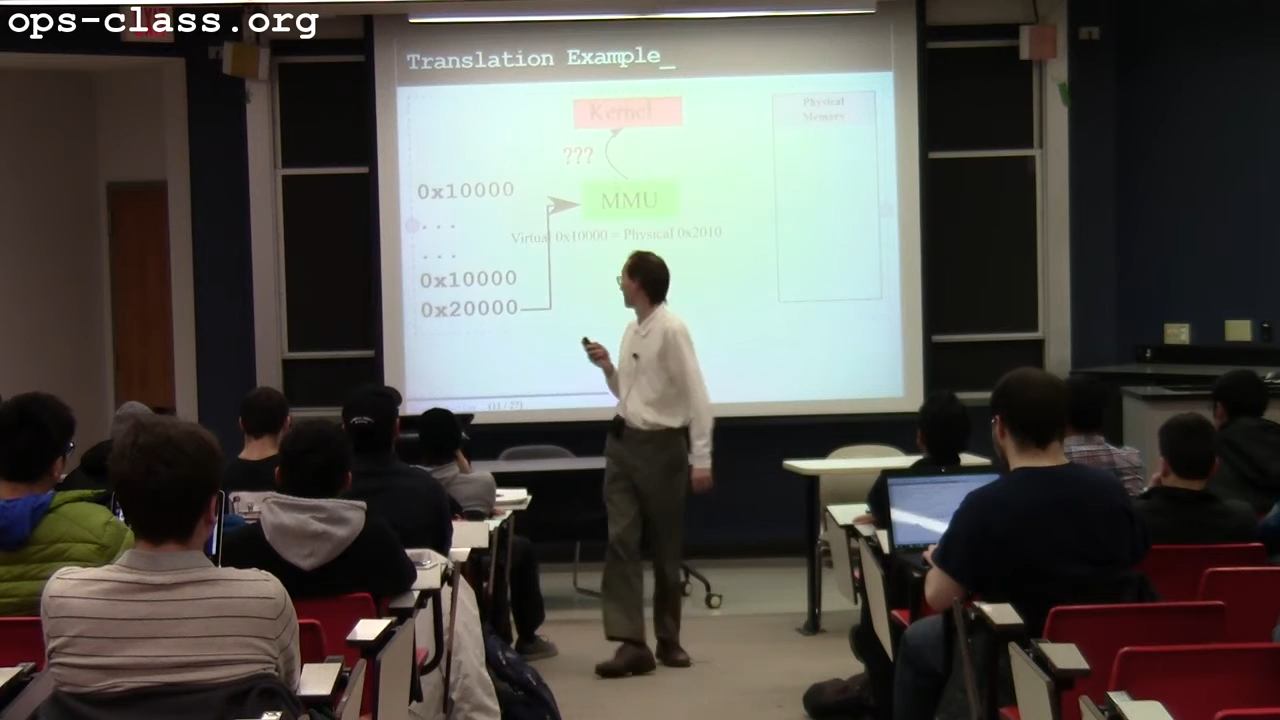 ops-class.org
Translation Example_
Kernel
Physical
Memory
???
0x10000
MMU
. . .
Virtual 0x10000 = Physical 0x2010
. . .
0x10000
0x20000